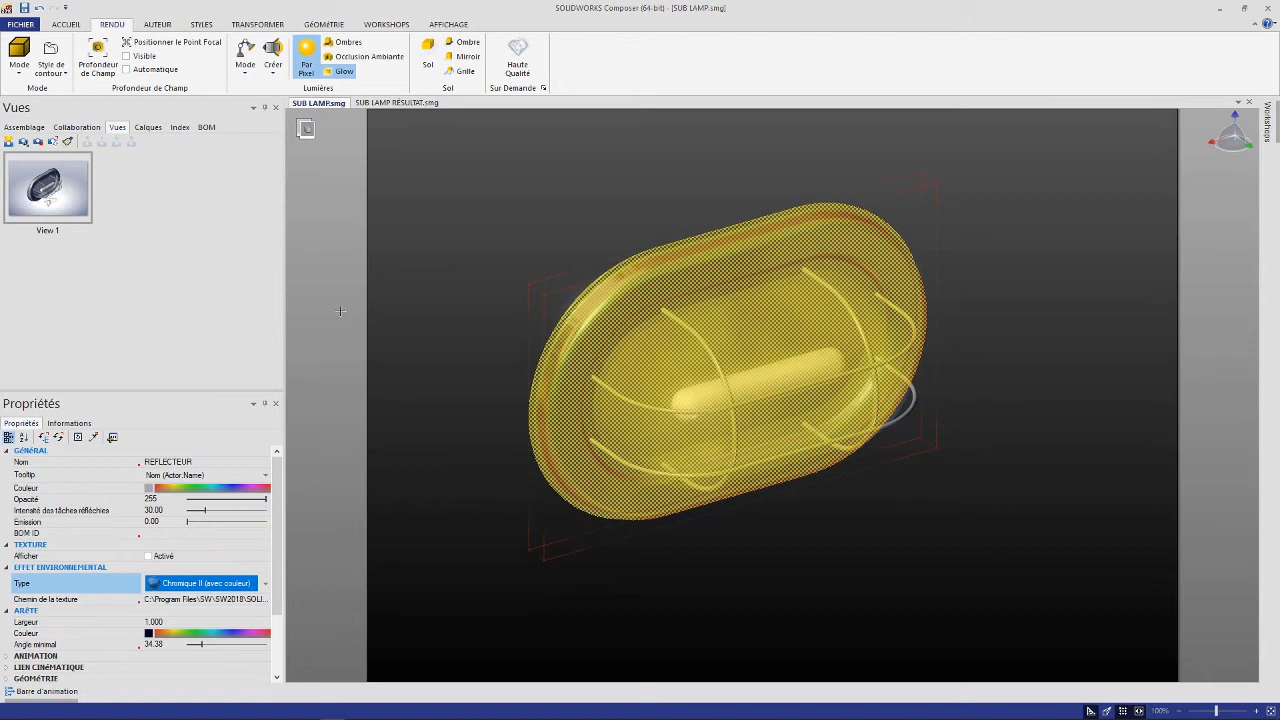 SOLIDWORKS Composer (64-bit) - [SUB LAMP.smg]
FICHIER ACCUEIL RENDU AUTEUR STYLES TRANSFORMER GéOMéTRIE WORKSHOPS AFFICHAGE
Mode
Style de contour
Profondeur de Champ
Positionner le Point Focal
Visible
Automatique
Mode
Créer
Par Pixel
Ombres
Occlusion Ambiante
Glow
Sol
Ombre
Mirroir
Grille
Haute Qualité
Mode Profondeur de Champ Lumières Sol Sur Demande
Vues
SUB LAMP.smg SUB LAMP RÉSULTAT.smg
Assemblage Collaboration Vues Calques Index BOM
View 1
Workshops
Propriétés
Propriétés Informations
GéNéRAL
Nom REFLECTEUR
Tooltip Nom (Actor.Name)
Couleur
Opacité 255
Intensité des tâches réfléchies 30.00
Emission 0.00
BOM ID
TEXTURE
Afficher Activé
EFFET ENVIRONNEMENTAL
Type Chromique II (avec couleur)
Chemin de la texture C:\Program Files\SW\SW2018\SOLI...
ARêTE
Largeur 1.000
Couleur
Angle minimal 34.38
ANIMATION
LIEN CINéMATIQUE
GéOMéTRIE
Barre d'animation
100%